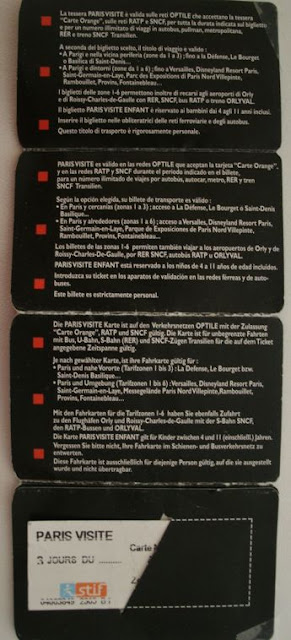 La tessera PARIS VISITE è valida sulle reti OPTILE che accettano la tessera
"Carte Orange", sulle reti RATP e SNCF, per tutta la durata indicata sul biglietto
e per un numero illimitato di viaggi in autobus, pullman, metropolitana,
RER e treno SNCF Transilien.
A seconda del biglietto scelto, il titolo di viaggio è valido :
• A Parigi e nella vicina periferia (zone da 1 a 3) ; fino a la Défense, Le Bourget
o Basilica di Saint-Denis...
• A Parigi e dintorni (zone da 1 a 6) ; fino a Versailles, Disneyland Resort Paris,
Saint-Germain-en-Laye, Parc des Expositions di Paris Nord Villepinte,
Rambouillet, Provins, Fontainebleau...
I biglietti delle zone 1-6 permettono inoltre di recarsi agli aeroporti di Orly
e di Roissy-Charles-de-Gaulle con RER, SNCF, bus RATP o treno ORLYVAL.
Il biglietto PARIS VISITE ENFANT è riservato ai bambini dai 4 agli 11 anni inclusi.
Inserire il biglietto nelle obliteratrici delle reti ferroviarie e degli autobus.
Questo titolo di trasporto è rigorosamente personale.
PARIS VISITE es válido en las redes OPTILE que aceptan la tarjeta "Carte Orange",
y en las redes RATP y SNCF durante el periodo indicado en el billete,
para un número ilimitado de viajes por autobús, autocar, metro, RER y tren
SNCF Transilien.
Según la opción elegida, su billete de transporte es válido :
• En Paris y cercanías (zonas 1 a 3) ; acceso a La Défense, Le Bourget o Saint-Denis
Basilique...
• En Paris y alrededores (zonas 1 a 6) ; acceso a Versailles, Disneyland Resort Paris,
Saint-Germain-en-Laye, Parque de Exposiciones de Paris Nord Villepinte,
Rambouillet, Provins, Fontainebleau...
Los billetes de las zonas 1-6 permiten también viajar a los aeropuertos de Orly y de
Roissy-Charles-de-Gaulle, por RER, SNCF, autobús RATP u ORLYVAL.
PARIS VISITE ENFANT está reservado a los niños de 4 a 11 años de edad incluídos.
Introduzca su ticket en los aparatos de validación en las redes férreas y de auto-
buses.
Este billete es estrictamente personal.
Die PARIS VISITE Karte ist auf den Verkehrsnetzen OPTILE mit der Zulassung
"Carte Orange", RATP und SNCF gültig. Die Karte ist für unbegrenzte Fahrten
mit Bus, U-Bahn, S-Bahn (RER) und SNCF-Zügen Transilien für die auf dem Ticket
angegebene Zeitspanne gültig.
Je nach gewählter Karte, ist Ihre Fahrkarte gültig für :
• Paris und nahe Vororte (Tarifzonen 1 bis 3) : La Defense, Le Bourget bzw.
Saint-Denis Basilique...
• Paris und Umgebung (Tarifzonen 1 bis 6) : Versailles, Disneyland Resort Paris,
Saint-Germain-en-Laye, Messegelände Paris Nord Villepinte, Rambouillet,
Provins, Fontainebleau...
Mit den Fahrkarten für die Tarifzonen 1-6 haben Sie ebenfalls Zufahrt
zu den Flughäfen Orly und Roissy-Charles-de-Gaulle mit der S-Bahn SNCF,
den RATP-Bussen und ORLYVAL.
Die Karte PARIS VISITE ENFANT gilt für Kinder zwischen 4 und 11 (einschließl.) Jahren.
Vergessen Sie bitte nicht, Ihre Fahrkarte im Schienen- und Busverkehrsnetz zu
entwerten.
Diese Fahrkarte ist ausschließlich für diejenige Person gültig, auf die sie ausgestellt
wurde und nicht übertragbar.
PARIS VISITE
3 JOURS DU
Carte
stif